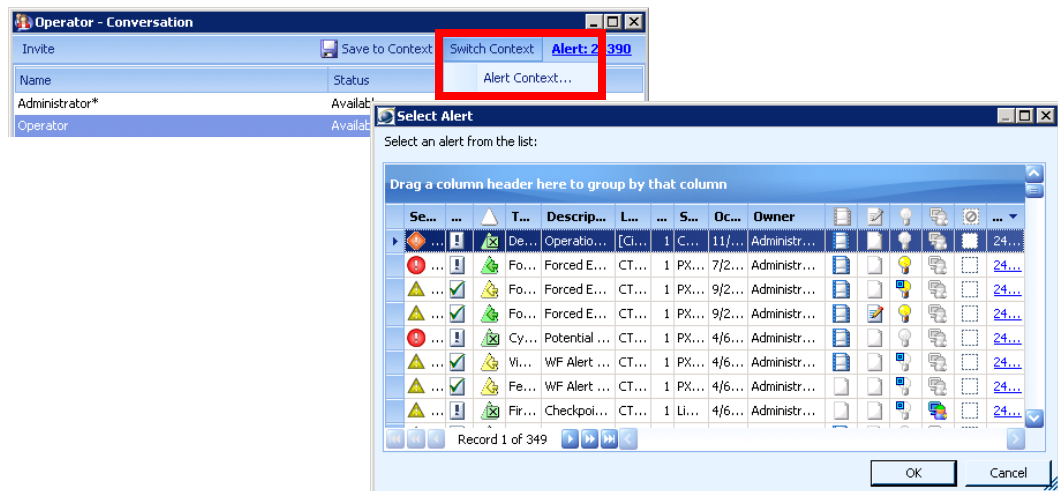 Operator - Conversation
Invite Save to Context Switch Context Alert: 390
Name Status Alert Context...
Administrator*
Operator
Select Alert
Select an alert from the list:
Drag a column header here to group by that column
Se... ... T... Descrip... L... ... S... Oc... Owner ...
... De... Operatio... [Ci... 1 C... 11/... Administr... 24...
... Fo... Forced E... CT... 1 PX... 7/2... Administr... 24...
... Fo... Forced E... CT... 1 PX... 9/2... Administr... 24...
... Fo... Forced E... CT... 1 PX... 9/2... Administr... 24...
... Cy... Potential ... CT... 1 PX... 4/6... Administr... 24...
... Vi... WF Alert ... CT... 1 PX... 4/6... Administr... 24...
... Fe... WF Alert ... CT... 1 PX... 4/6... Administr... 24...
... Fir... Checkpoi... CT... 1 Li... 4/6... Administr... 24...
Record 1 of 349
OK Cancel